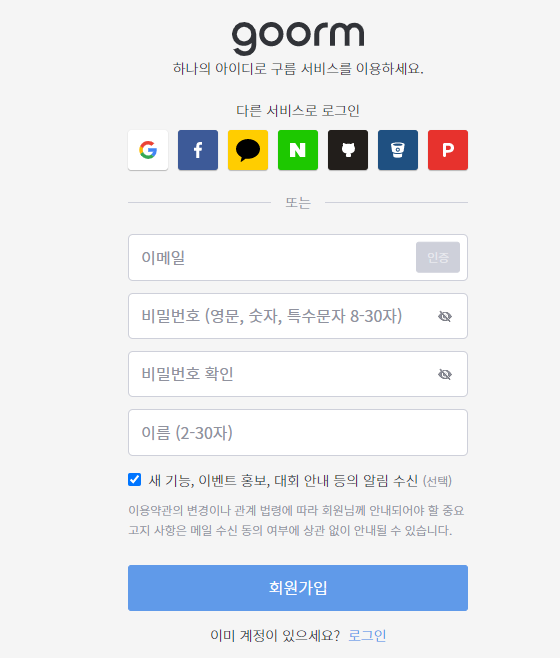 goorm
하나의 아이디로 구름 서비스를 이용하세요.
다른 서비스로 로그인
또는
이메일
인증
비밀번호 (영문, 숫자, 특수문자 8-30자)
비밀번호 확인
이름 (2-30자)
새 기능, 이벤트 홍보, 대회 안내 등의 알림 수신 (선택)
이용약관의 변경이나 관계 법령에 따라 회원님께 안내되어야 할 중요
고지 사항은 메일 수신 동의 여부에 상관 없이 안내될 수 있습니다.
회원가입
이미 계정이 있으세요? 로그인